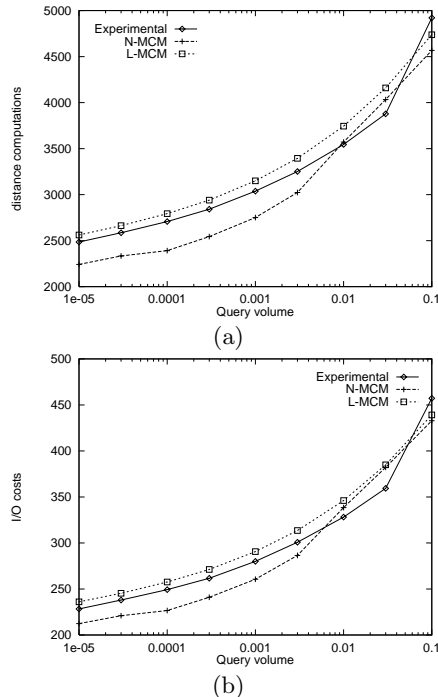 5000
4500
4000
3500
3000
2500
2000
distance computations
Experimental
N-MCM
L-MCM
1e-05 0.0001 0.001 0.01 0.1
Query volume
(a)
500
450
400
350
300
250
200
I/O costs
Experimental
N-MCM
L-MCM
1e-05 0.0001 0.001 0.01 0.1
Query volume
(b)